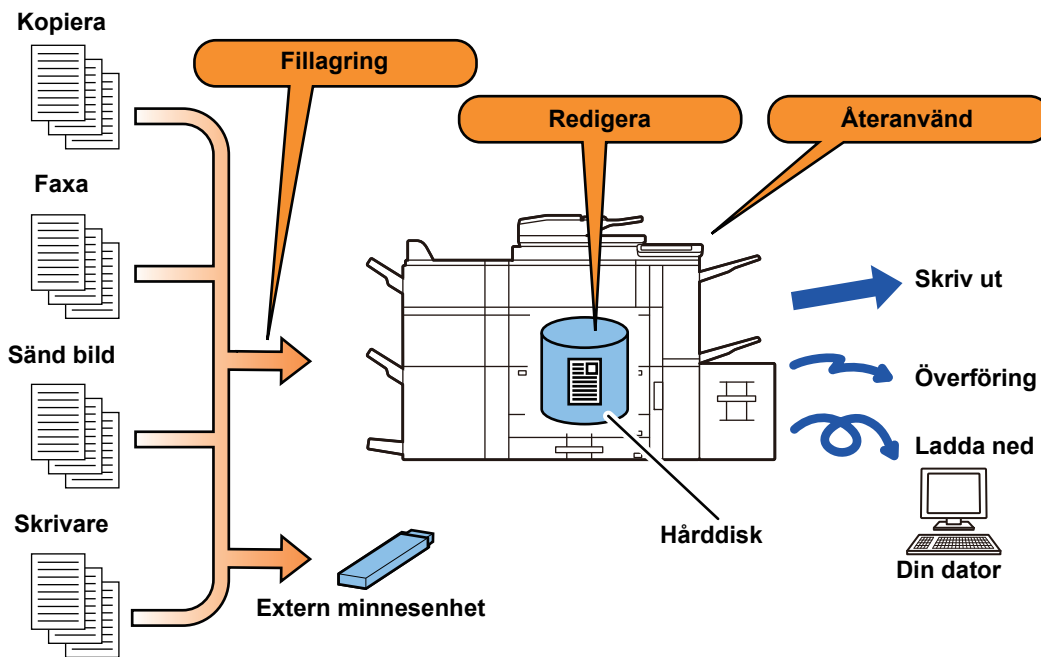 Kopiera
Fillagring
Redigera
Återanvänd
Faxa
Skriv ut
Sänd bild
Överföring
Ladda ned
Skrivare
Hårddisk
Din dator
Extern minnesenhet